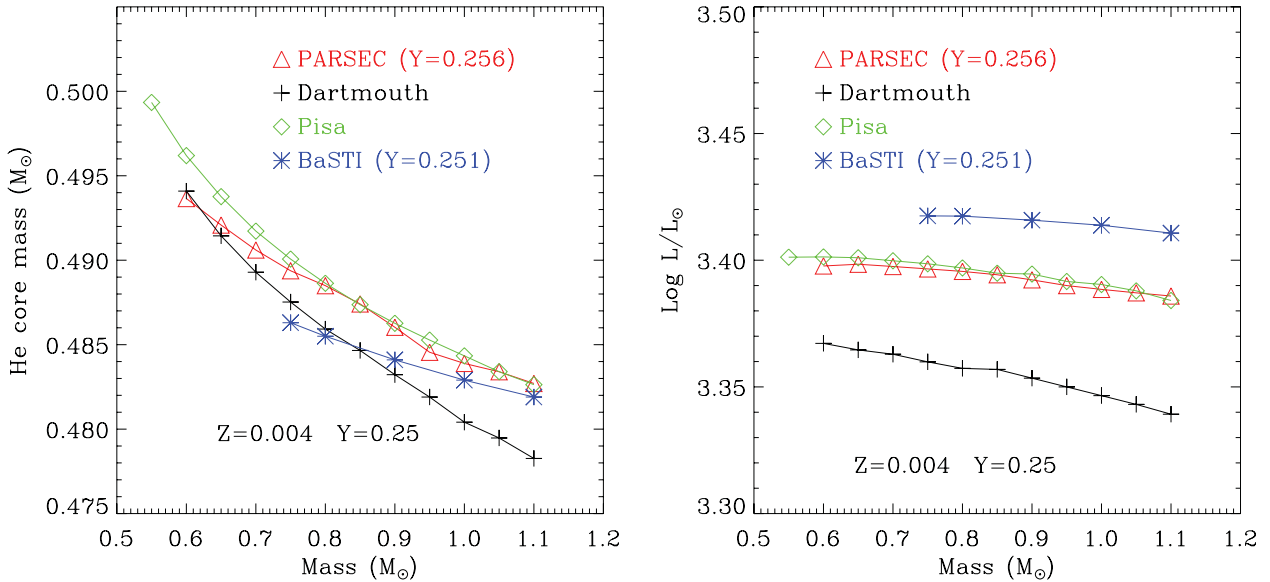 PARSEC (Y=0.256)
Dartmouth
Pisa
BaSTI (Y=0.251)
Z=0.004 Y=0.25
He core mass (M☉)
0.500
0.495
0.490
0.485
0.480
0.475
0.5 0.6 0.7 0.8 0.9 1.0 1.1 1.2
Mass (M☉)
PARSEC (Y=0.256)
Dartmouth
Pisa
BaSTI (Y=0.251)
Z=0.004 Y=0.25
Log L/L☉
3.50
3.45
3.40
3.35
3.30
0.5 0.6 0.7 0.8 0.9 1.0 1.1 1.2
Mass (M☉)